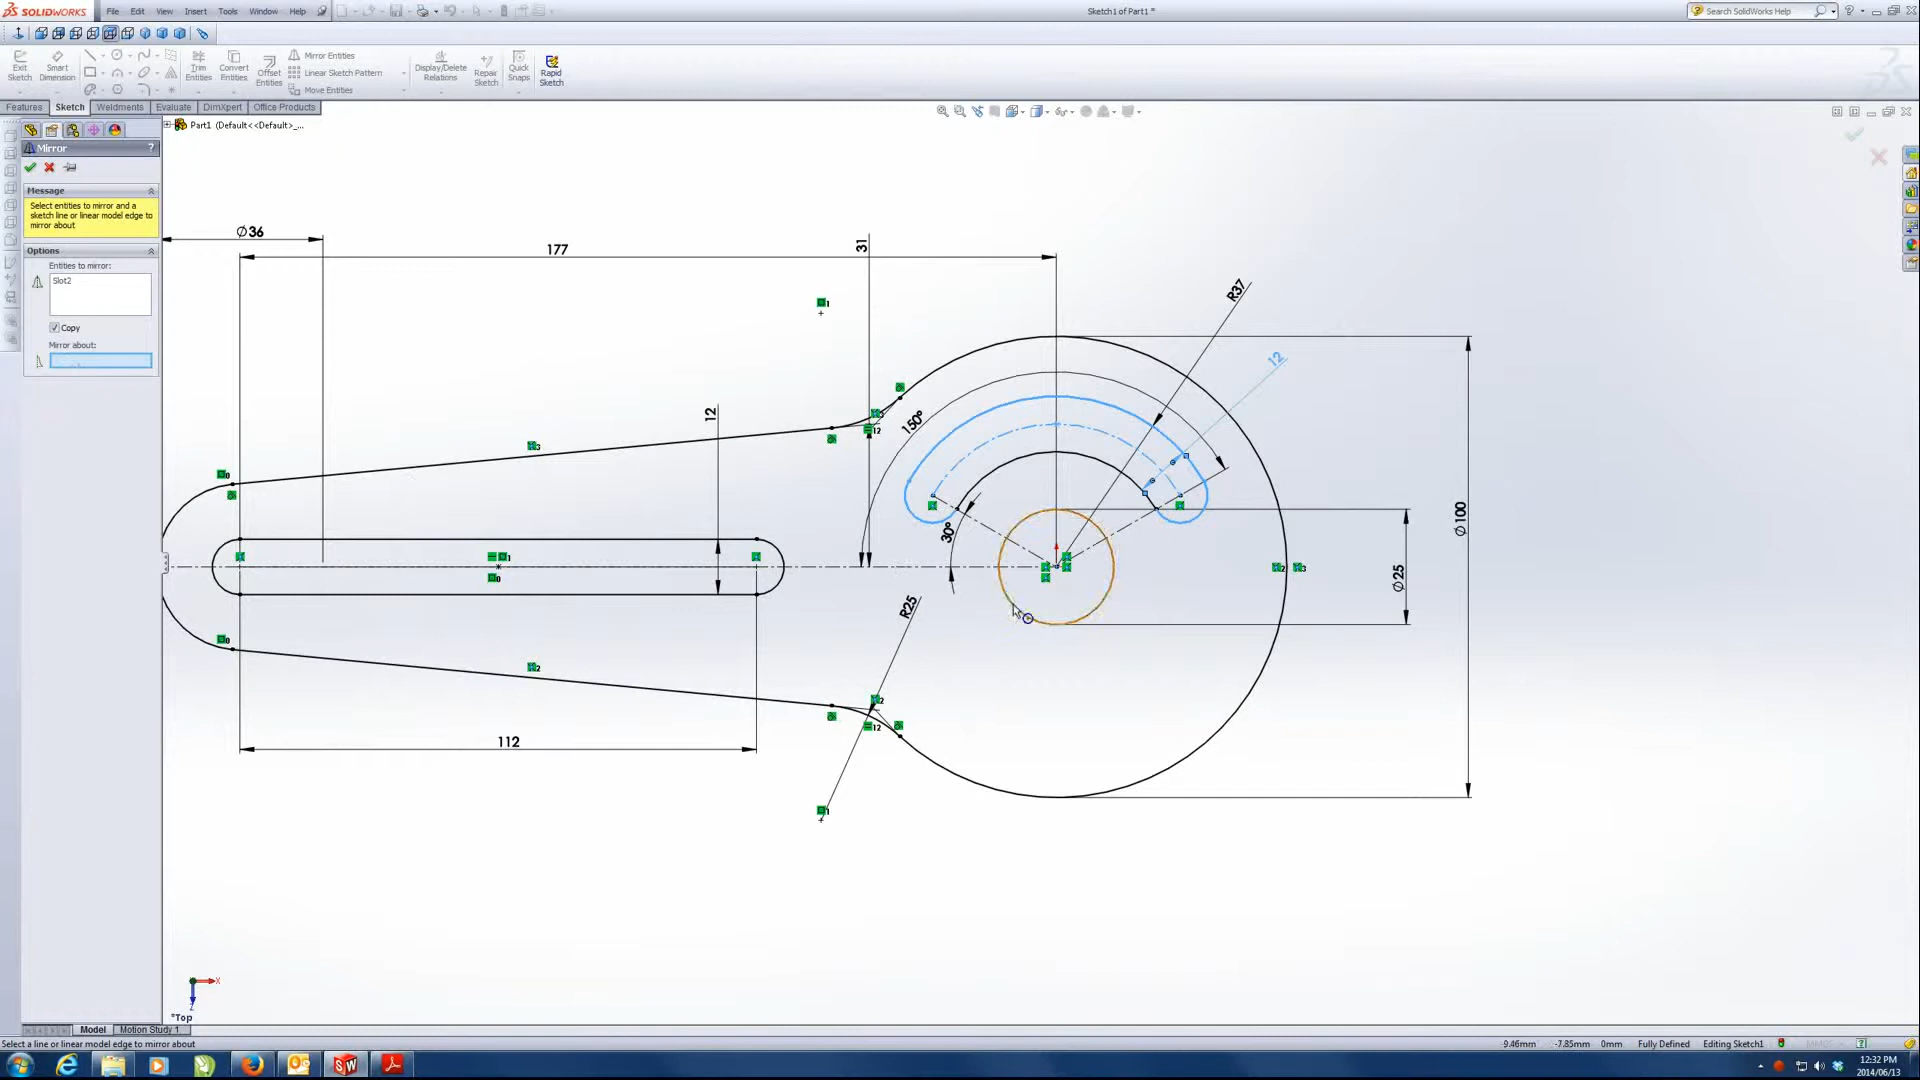 SOLIDWORKS File Edit View Insert Tools Window Help Sketch1 of Part1 * Search SolidWorks Help
Exit Sketch Smart Dimension Trim Entities Convert Entities Offset Entities Mirror Entities Display/Delete Relations Repair Sketch Quick Snaps Rapid Sketch
Linear Sketch Pattern
Move Entities
Features Sketch Weldments Evaluate DimXpert Office Products
Part1 (Default<<Default>_...
Mirror ?
Message
Select entities to mirror and a
sketch line or linear model edge to
mirror about
Options
Entities to mirror:
Slot2
Copy
Mirror about:
∅36
177
31
R37
12
150°
12
30°
∅100
∅25
R25
112
X
Z
*Top
Model Motion Study 1
Select a line or linear model edge to mirror about 9.46mm -7.85mm 0mm Fully Defined Editing Sketch1 MMGS
12:32 PM
2014/06/13